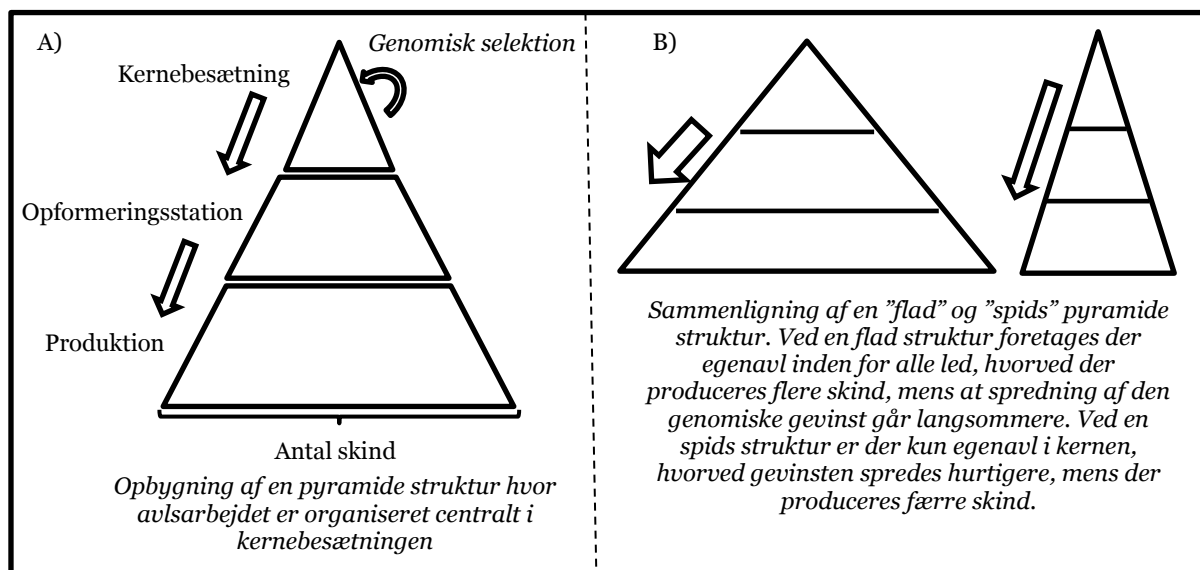 A)
Genomisk selektion
Kernebesætning
Opformeringsstation
Produktion
Antal skind
Opbygning af en pyramide struktur hvor
avlsarbejdet er organiseret centralt i
kernebesætningen
B)
Sammenligning af en ”flad” og ”spids” pyramide
struktur. Ved en flad struktur foretages der
egenavl inden for alle led, hvorved der
produceres flere skind, mens at spredning af den
genomiske gevinst går langsommere. Ved en
spids struktur er der kun egenavl i kernen,
hvorved gevinsten spredes hurtigere, mens der
produceres færre skind.